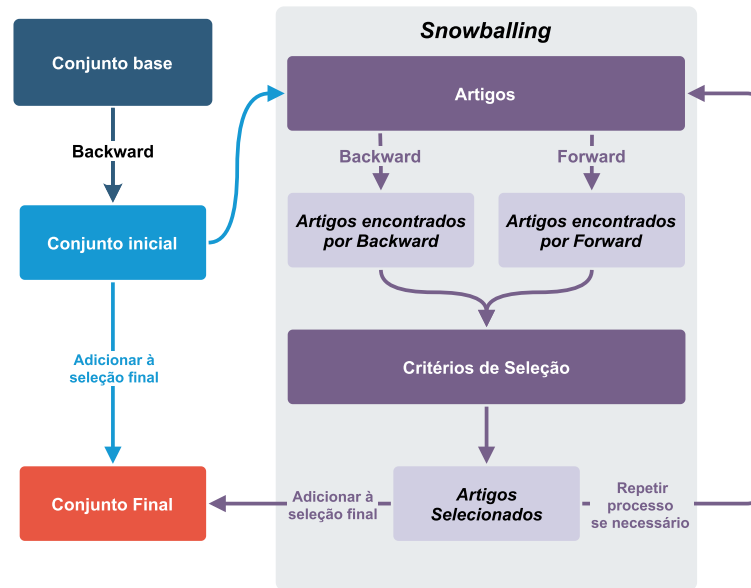 Snowballing
Conjunto base
Artigos
Backward
Backward
Forward
Conjunto inicial
Artigos encontrados
por Backward
Artigos encontrados
por Forward
Adicionar à
seleção final
Critérios de Seleção
Conjunto Final
Adicionar à
seleção final
Artigos
Selecionados
Repetir
processo
se necessário